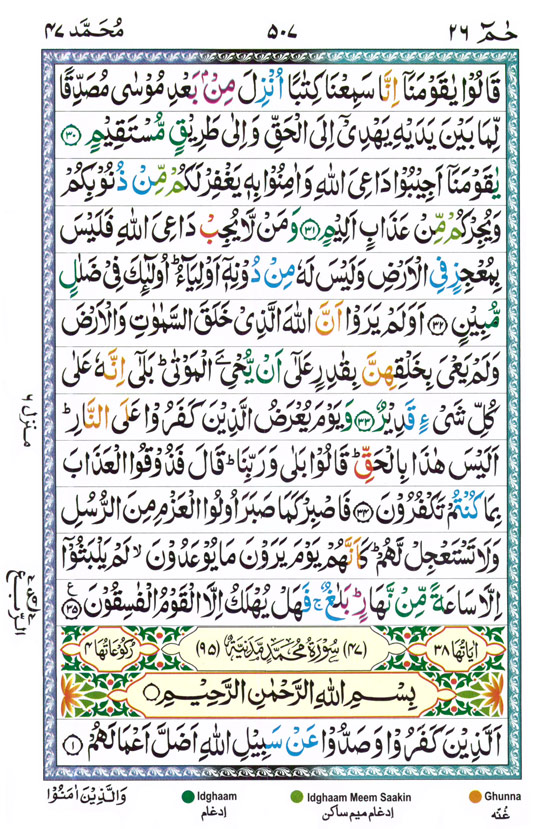 حٰمٓ ٢٦
٥٠٧
مُحَمَّد ٤٧
قَالُوْا يٰقَوْمَنَاۤ اِنَّا سَمِعْنَا كِتٰبًا اُنْزِلَ مِنْۢ بَعْدِ مُوْسٰى مُصَدِّقًا
لِّمَا بَيْنَ يَدَيْهِ يَهْدِيْۤ اِلَى الْحَقِّ وَاِلٰى طَرِيْقٍ مُّسْتَقِيْمٍ ﴿٣٠﴾
يٰقَوْمَنَاۤ اَجِيْبُوْا دَاعِيَ اللّٰهِ وَاٰمِنُوْا بِهٖ يَغْفِرْ لَكُمْ مِّنْ ذُنُوْبِكُمْ
وَيُجِرْكُمْ مِّنْ عَذَابٍ اَلِيْمٍ ﴿٣١﴾ وَمَنْ لَّا يُجِبْ دَاعِيَ اللّٰهِ فَلَيْسَ
بِمُعْجِزٍ فِي الْاَرْضِ وَلَيْسَ لَهٗ مِنْ دُوْنِهٖۤ اَوْلِيَآءُ ؕ اُولٰٓئِكَ فِيْ ضَلٰلٍ
مُّبِيْنٍ ﴿٣٢﴾ اَوَلَمْ يَرَوْا اَنَّ اللّٰهَ الَّذِيْ خَلَقَ السَّمٰوٰتِ وَالْاَرْضَ
وَلَمْ يَعْيَ بِخَلْقِهِنَّ بِقٰدِرٍ عَلٰۤى اَنْ يُّحْيِۦَ الْمَوْتٰى ؕ بَلٰۤى اِنَّهٗ عَلٰى
كُلِّ شَيْءٍ قَدِيْرٌ ﴿٣٣﴾ وَيَوْمَ يُعْرَضُ الَّذِيْنَ كَفَرُوْا عَلَى النَّارِ ؕ
اَلَيْسَ هٰذَا بِالْحَقِّ ؕ قَالُوْا بَلٰى وَرَبِّنَا ؕ قَالَ فَذُوْقُوا الْعَذَابَ
بِمَا كُنْتُمْ تَكْفُرُوْنَ ﴿٣٤﴾ فَاصْبِرْ كَمَا صَبَرَ اُولُوا الْعَزْمِ مِنَ الرُّسُلِ
وَلَا تَسْتَعْجِلْ لَّهُمْ ؕ كَاَنَّهُمْ يَوْمَ يَرَوْنَ مَا يُوْعَدُوْنَ ۙ لَمْ يَلْبَثُوْۤا
اِلَّا سَاعَةً مِّنْ نَّهَارٍ ؕ بَلٰغٌ ۚ فَهَلْ يُهْلَكُ اِلَّا الْقَوْمُ الْفٰسِقُوْنَ ﴿٣٥﴾ ع
اٰيَاتُهَا ٣٨
(٤٧) سُوْرَةُ مُحَمَّدٍ مَّدَنِيَّةٌ (٩٥)
رُكُوْعَاتُهَا ٤
بِسْمِ اللّٰهِ الرَّحْمٰنِ الرَّحِيْمِ
اَلَّذِيْنَ كَفَرُوْا وَصَدُّوْا عَنْ سَبِيْلِ اللّٰهِ اَضَلَّ اَعْمَالَهُمْ ﴿١﴾
منزل ٦
الربع
وَالَّذِيْنَ اٰمَنُوْا
Idghaam
ادغام
Idghaam Meem Saakin
ادغام میم ساكن
Ghunna
غُنّه